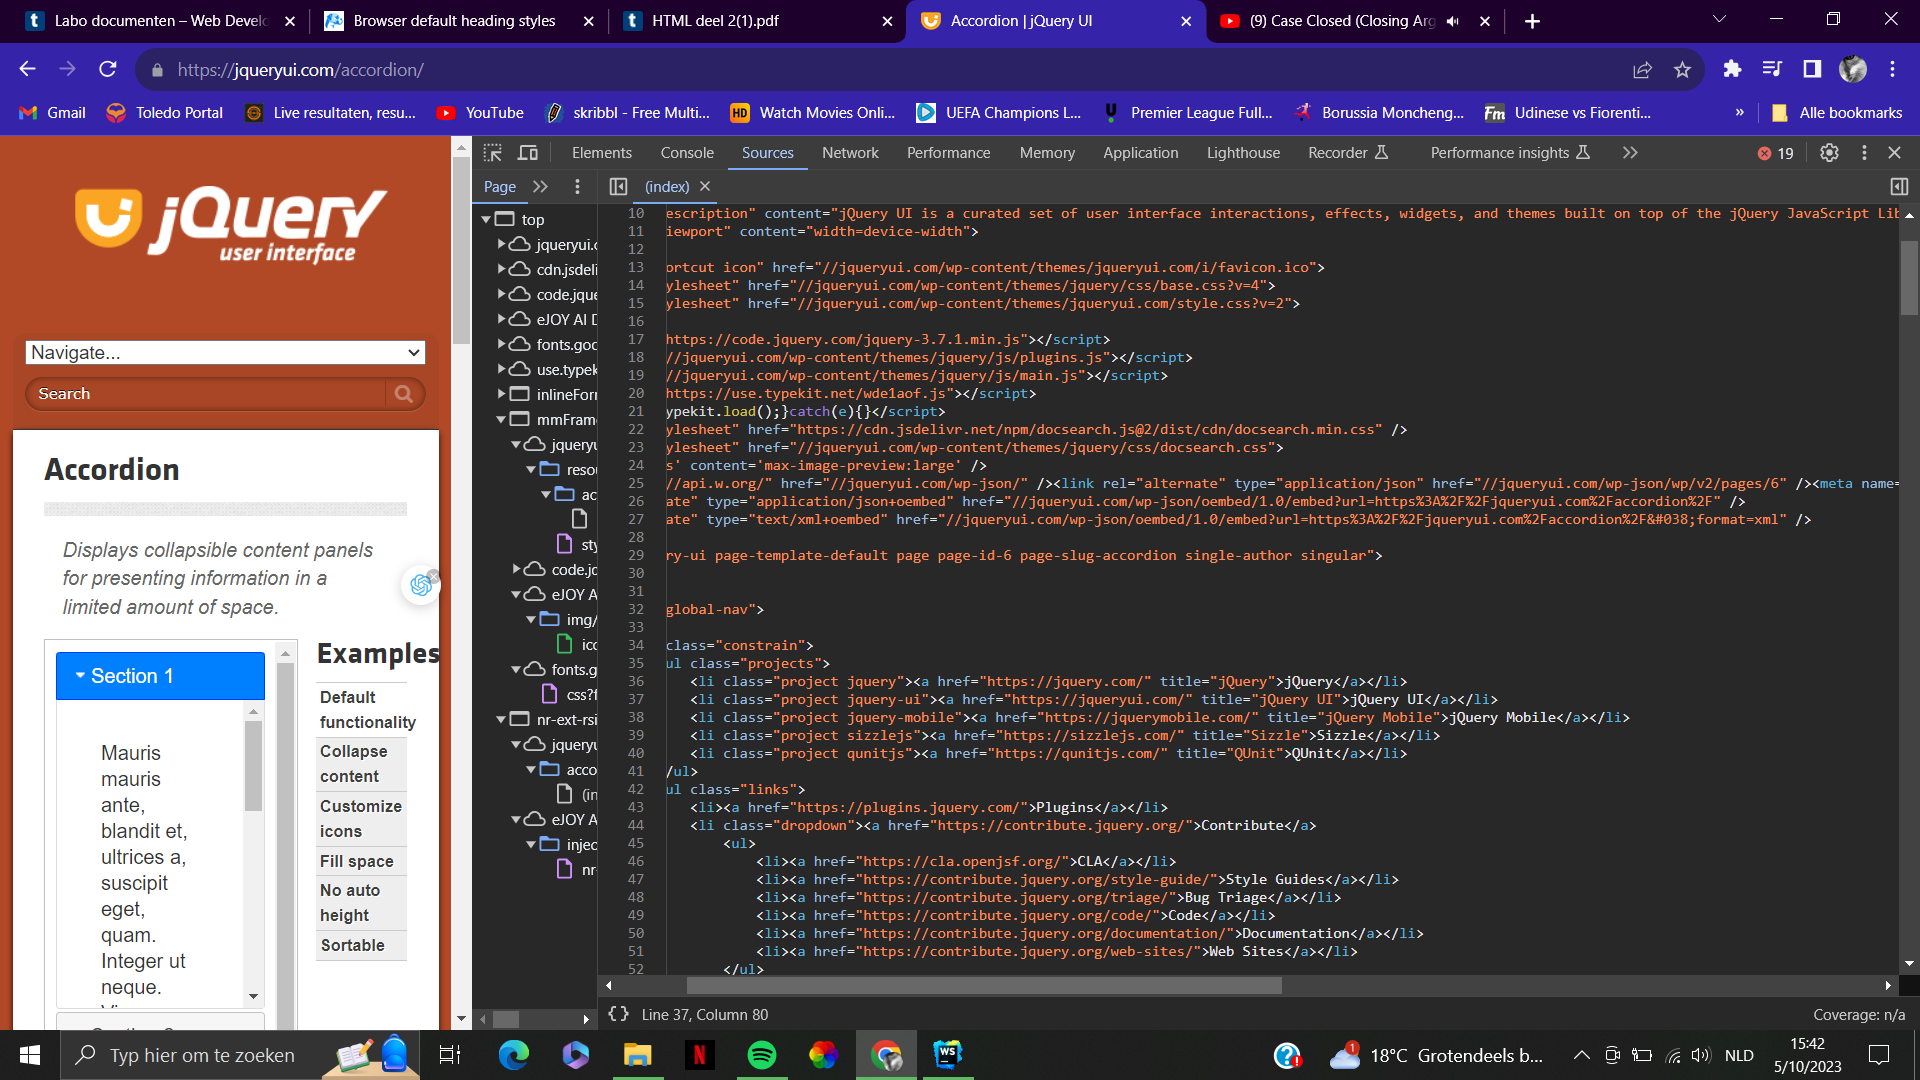 Labo documenten – Web Develo
Browser default heading styles
HTML deel 2(1).pdf
Accordion | jQuery UI
(9) Case Closed (Closing Arg
https://jqueryui.com/accordion/
Gmail
Toledo Portal
Live resultaten, resu...
YouTube
skribbl - Free Multi...
Watch Movies Onli...
UEFA Champions L...
Premier League Full...
Borussia Moncheng...
Udinese vs Fiorenti...
»
Alle bookmarks
jQuery
user interface
Navigate...
Search
Accordion
Displays collapsible content panels
for presenting information in a
limited amount of space.
Section 1
Mauris
mauris
ante,
blandit et,
ultrices a,
suscipit
eget,
quam.
Integer ut
neque.
Examples
Default
functionality
Collapse
content
Customize
icons
Fill space
No auto
height
Sortable
Elements
Console
Sources
Network
Performance
Memory
Application
Lighthouse
Recorder
Performance insights
19
Page
(index)
top
jqueryui.c
cdn.jsdeli
code.jque
eJOY AI D
fonts.goo
use.typek
inlineForr
mmFram
jqueryu
resou
ac
sty
code.jq
eJOY A
img/
ico
fonts.g
css?f
nr-ext-rsi
jqueryu
acco
(in
eJOY A
injec
nr-
10 escription" content="jQuery UI is a curated set of user interface interactions, effects, widgets, and themes built on top of the jQuery JavaScript Lib
11 iewport" content="width=device-width">
12
13 ortcut icon" href="//jqueryui.com/wp-content/themes/jqueryui.com/i/favicon.ico">
14 ylesheet" href="//jqueryui.com/wp-content/themes/jquery/css/base.css?v=4">
15 ylesheet" href="//jqueryui.com/wp-content/themes/jqueryui.com/style.css?v=2">
16
17 https://code.jquery.com/jquery-3.7.1.min.js"></script>
18 //jqueryui.com/wp-content/themes/jquery/js/plugins.js"></script>
19 //jqueryui.com/wp-content/themes/jquery/js/main.js"></script>
20 https://use.typekit.net/wde1aof.js"></script>
21 ypekit.load();}catch(e){}</script>
22 ylesheet" href="https://cdn.jsdelivr.net/npm/docsearch.js@2/dist/cdn/docsearch.min.css" />
23 ylesheet" href="//jqueryui.com/wp-content/themes/jquery/css/docsearch.css">
24 s' content='max-image-preview:large' />
25 //api.w.org/" href="//jqueryui.com/wp-json/" /><link rel="alternate" type="application/json" href="//jqueryui.com/wp-json/wp/v2/pages/6" /><meta name=
26 ate" type="application/json+oembed" href="//jqueryui.com/wp-json/oembed/1.0/embed?url=https%3A%2F%2Fjqueryui.com%2Faccordion%2F" />
27 ate" type="text/xml+oembed" href="//jqueryui.com/wp-json/oembed/1.0/embed?url=https%3A%2F%2Fjqueryui.com%2Faccordion%2F&#038;format=xml" />
28
29 ry-ui page-template-default page page-id-6 page-slug-accordion single-author singular">
30
31
32 global-nav">
33
34 class="constrain">
35 ul class="projects">
36 <li class="project jquery"><a href="https://jquery.com/" title="jQuery">jQuery</a></li>
37 <li class="project jquery-ui"><a href="https://jqueryui.com/" title="jQuery UI">jQuery UI</a></li>
38 <li class="project jquery-mobile"><a href="https://jquerymobile.com/" title="jQuery Mobile">jQuery Mobile</a></li>
39 <li class="project sizzlejs"><a href="https://sizzlejs.com/" title="Sizzle">Sizzle</a></li>
40 <li class="project qunitjs"><a href="https://qunitjs.com/" title="QUnit">QUnit</a></li>
41 /ul>
42 ul class="links">
43 <li><a href="https://plugins.jquery.com/">Plugins</a></li>
44 <li class="dropdown"><a href="https://contribute.jquery.org/">Contribute</a>
45 <ul>
46 <li><a href="https://cla.openjsf.org/">CLA</a></li>
47 <li><a href="https://contribute.jquery.org/style-guide/">Style Guides</a></li>
48 <li><a href="https://contribute.jquery.org/triage/">Bug Triage</a></li>
49 <li><a href="https://contribute.jquery.org/code/">Code</a></li>
50 <li><a href="https://contribute.jquery.org/documentation/">Documentation</a></li>
51 <li><a href="https://contribute.jquery.org/web-sites/">Web Sites</a></li>
52 </ul>
{} Line 37, Column 80
Coverage: n/a
Typ hier om te zoeken
18°C Grotendeels b...
NLD
15:42
5/10/2023